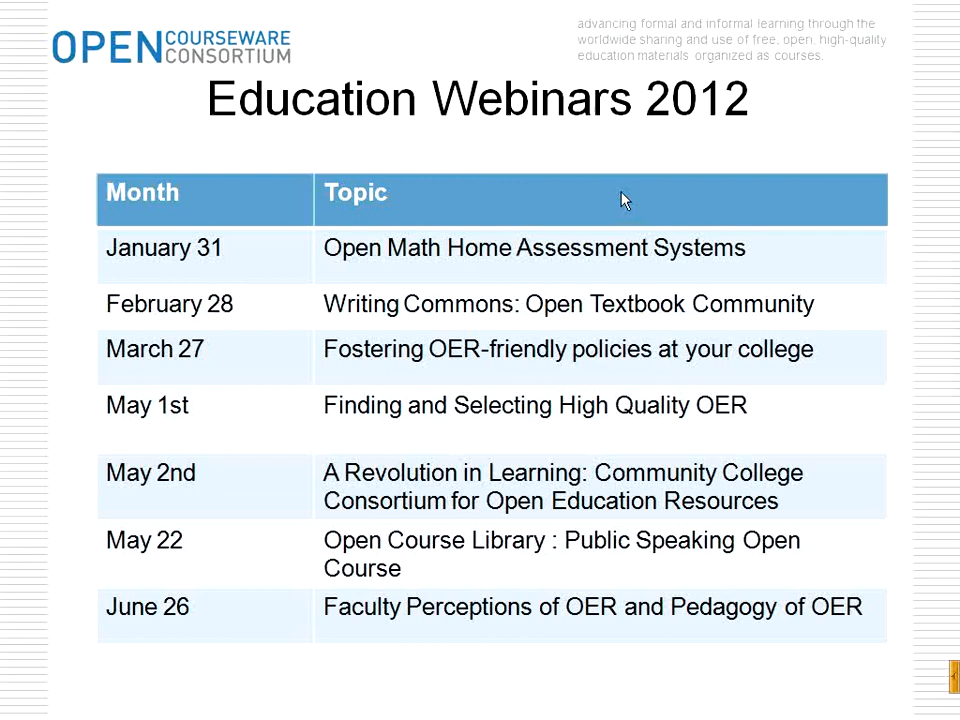 OPEN COURSEWARE CONSORTIUM
advancing formal and informal learning through the
worldwide sharing and use of free, open, high-quality
education materials organized as courses.
Education Webinars 2012
Month Topic
January 31 Open Math Home Assessment Systems
February 28 Writing Commons: Open Textbook Community
March 27 Fostering OER-friendly policies at your college
May 1st Finding and Selecting High Quality OER
May 2nd A Revolution in Learning: Community College
Consortium for Open Education Resources
May 22 Open Course Library : Public Speaking Open
Course
June 26 Faculty Perceptions of OER and Pedagogy of OER